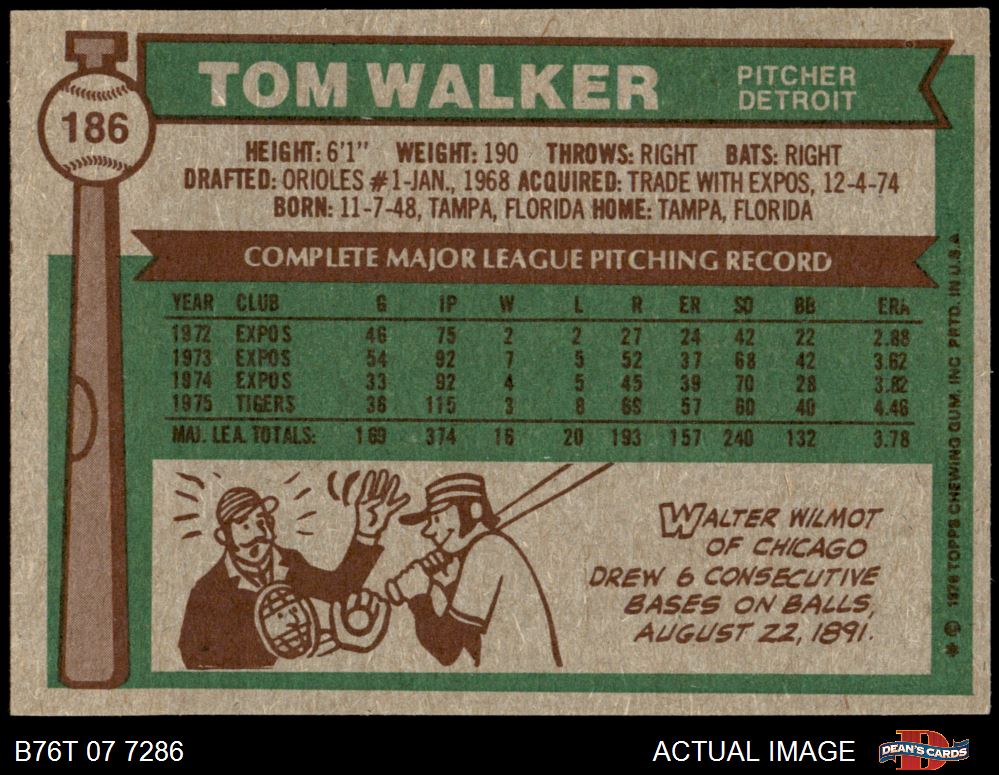 186
TOM WALKER
PITCHER
DETROIT
HEIGHT: 6'1" WEIGHT: 190 THROWS: RIGHT BATS: RIGHT
DRAFTED: ORIOLES #1-JAN., 1968 ACQUIRED: TRADE WITH EXPOS, 12-4-74
BORN: 11-7-48, TAMPA, FLORIDA HOME: TAMPA, FLORIDA
COMPLETE MAJOR LEAGUE PITCHING RECORD
YEAR CLUB G IP W L R ER SO BB ERA
1972 EXPOS 46 75 2 2 27 24 42 22 2.88
1973 EXPOS 54 92 7 5 52 37 68 42 3.62
1974 EXPOS 33 92 4 5 45 39 70 28 3.82
1975 TIGERS 36 115 3 8 69 57 60 40 4.46
MAJ. LEA. TOTALS: 169 374 16 20 193 157 240 132 3.78
WALTER WILMOT
OF CHICAGO
DREW 6 CONSECUTIVE
BASES ON BALLS,
AUGUST 22, 1891.
* © 1976 TOPPS CHEWING GUM, INC. PRTD. IN U.S.A.
B76T 07 7286
ACTUAL IMAGE
D
DEAN'S CARDS